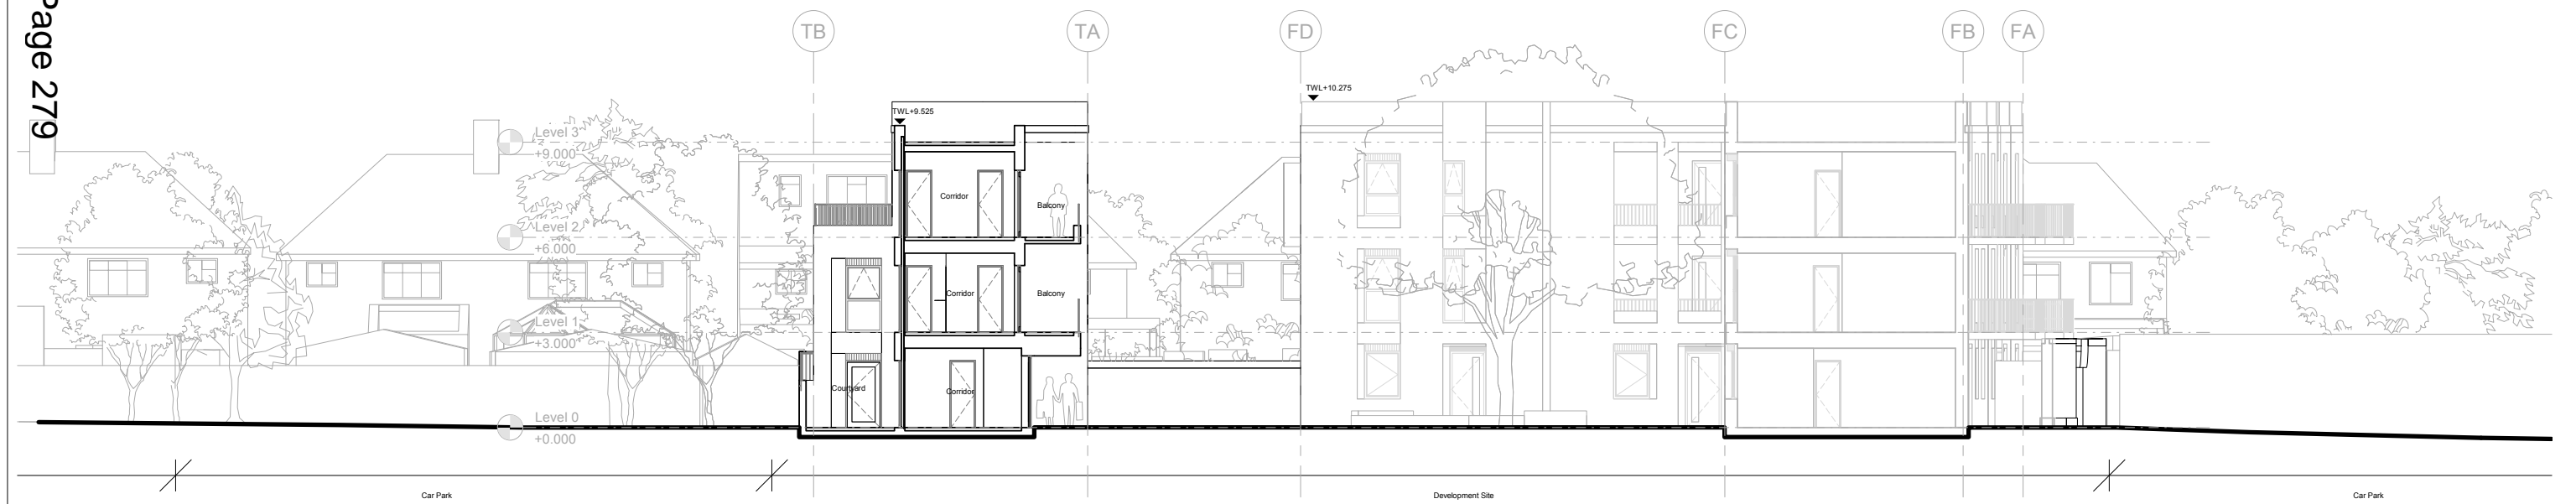 Page 279
TB
TA
FD
FC
FB
FA
TWL+9.525
TWL+10.275
Level 3
+9.000
Corridor
Balcony
Level 2
+6.000
Corridor
Balcony
Level 1
+3.000
Courtyard
Corridor
Level 0
+0.000
Car Park
Development Site
Car Park